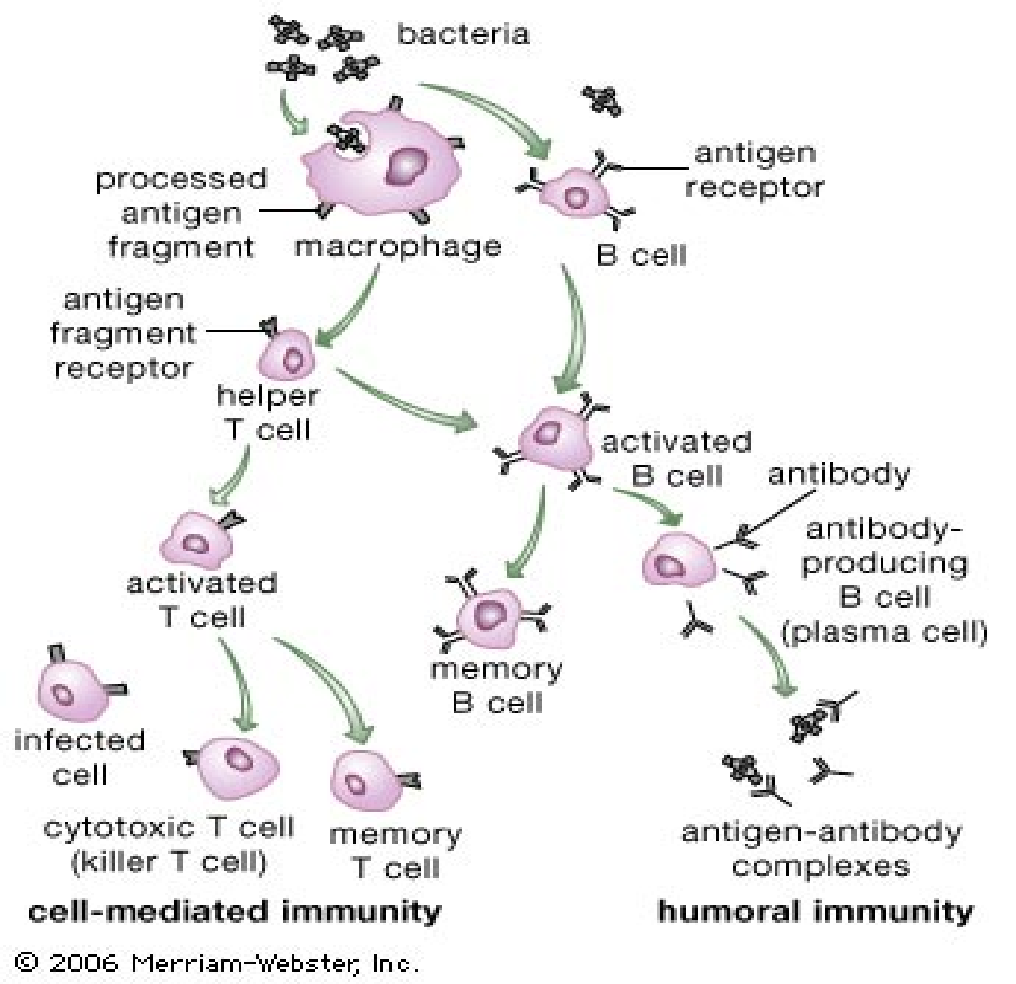 bacteria
antigen
receptor
processed
antigen
fragment
macrophage
B cell
antigen
fragment
receptor
helper
T cell
activated
B cell
antibody
antibody-
producing
B cell
(plasma cell)
activated
T cell
memory
B cell
infected
cell
cytotoxic T cell
(killer T cell)
memory
T cell
antigen-antibody
complexes
cell-mediated immunity
humoral immunity
© 2006 Merriam-Webster, Inc.